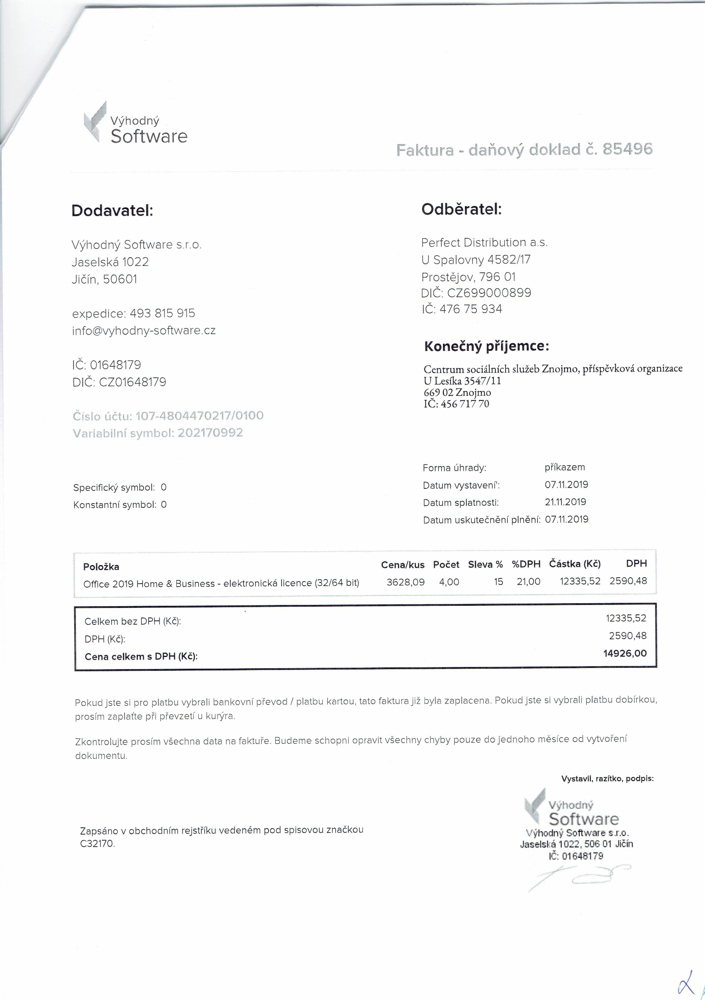 Výhodný
Software
Faktura - daňový doklad č. 85496
Dodavatel:
Výhodný Software s.r.o.
Jaselská 1022
Jičín, 50601
expedice: 493 815 915
info@vyhodny-software.cz
IČ: 01648179
DIČ: CZ01648179
Číslo účtu: 107-4804470217/0100
Variabilní symbol: 202170992
Specifický symbol: 0
Konstantní symbol: 0
Odběratel:
Perfect Distribution a.s.
U Spalovny 4582/17
Prostějov, 796 01
DIČ: CZ699000899
IČ: 476 75 934
Konečný příjemce:
Centrum sociálních služeb Znojmo, příspěvková organizace
U Lesíka 3547/11
669 02 Znojmo
IČ: 456 717 70
Forma úhrady: příkazem
Datum vystavení': 07.11.2019
Datum splatnosti: 21.11.2019
Datum uskutečnění plnění: 07.11.2019
Položka Cena/kus Počet Sleva % %DPH Částka (Kč) DPH
Office 2019 Home & Business - elektronická licence (32/64 bit) 3628,09 4,00 15 21,00 12335,52 2590,48
Celkem bez DPH (Kč): 12335,52
DPH (Kč): 2590,48
Cena celkem s DPH (Kč): 14926,00
Pokud jste si pro platbu vybrali bankovní převod / platbu kartou, tato faktura již byla zaplacena. Pokud jste si vybrali platbu dobírkou,
prosím zaplaťte při převzetí u kurýra.
Zkontrolujte prosím všechna data na faktuře. Budeme schopni opravit všechny chyby pouze do jednoho měsíce od vytvoření
dokumentu.
Vystavil, razítko, podpis:
Výhodný
Software
Výhodný Software s.r.o.
Jaselská 1022, 506 01 Jičín
IČ: 01648179
Zapsáno v obchodním rejstříku vedeném pod spisovou značkou
C32170.